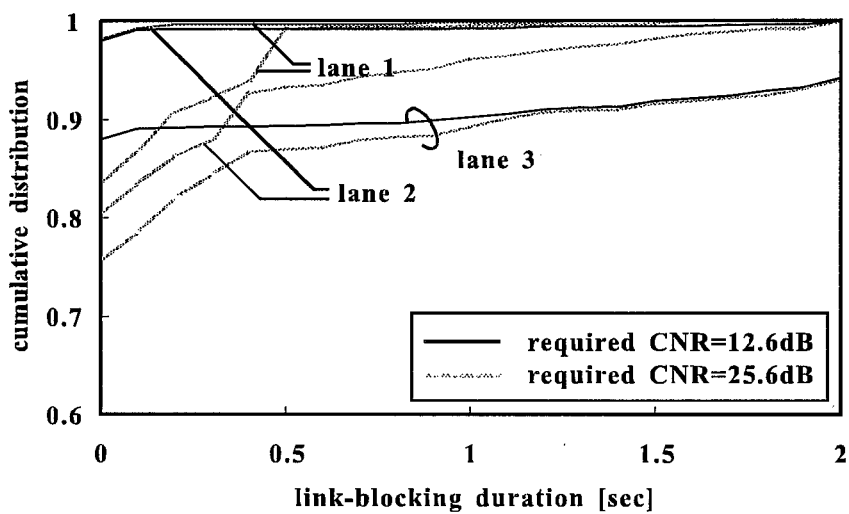 1
0.9
0.8
0.7
0.6
cumulative distribution
lane 1
lane 3
lane 2
required CNR=12.6dB
required CNR=25.6dB
0
0.5
1
1.5
2
link-blocking duration [sec]